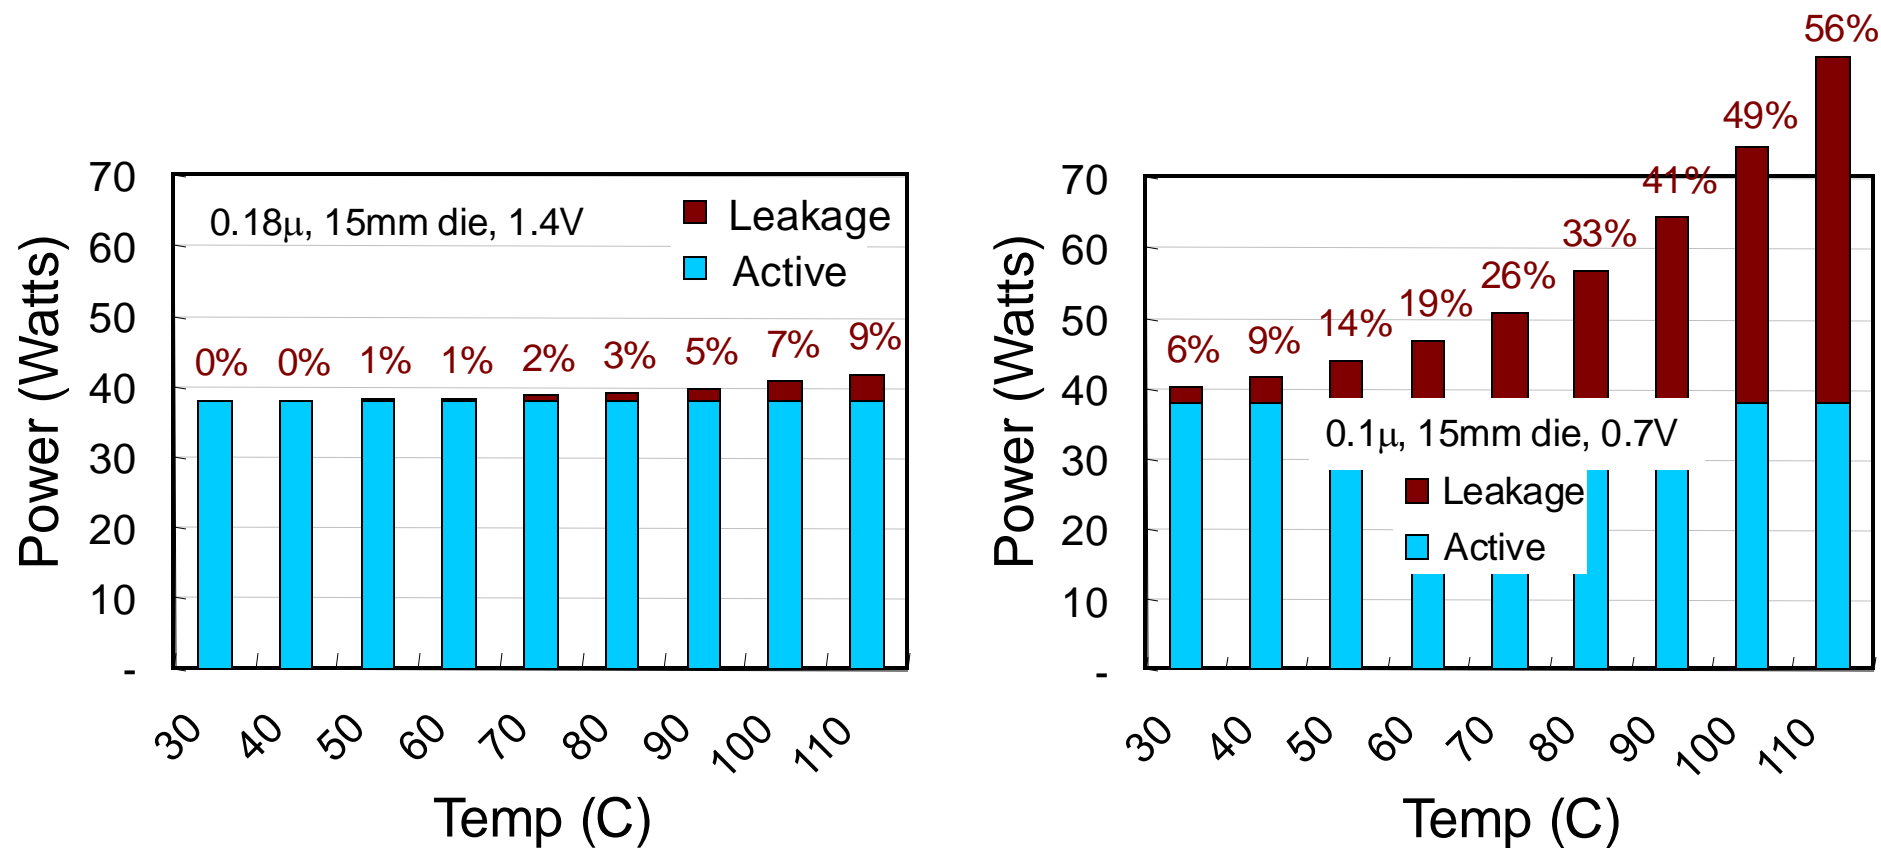 70
60
50
40
30
20
10
-
Power (Watts)
0.18μ, 15mm die, 1.4V
Leakage
Active
0% 0% 1% 1% 2% 3% 5% 7% 9%
30 40 50 60 70 80 90 100 110
Temp (C)
70
60
50
40
30
20
10
-
Power (Watts)
6% 9% 14% 19% 26% 33% 41% 49% 56%
0.1μ, 15mm die, 0.7V
Leakage
Active
30 40 50 60 70 80 90 100 110
Temp (C)